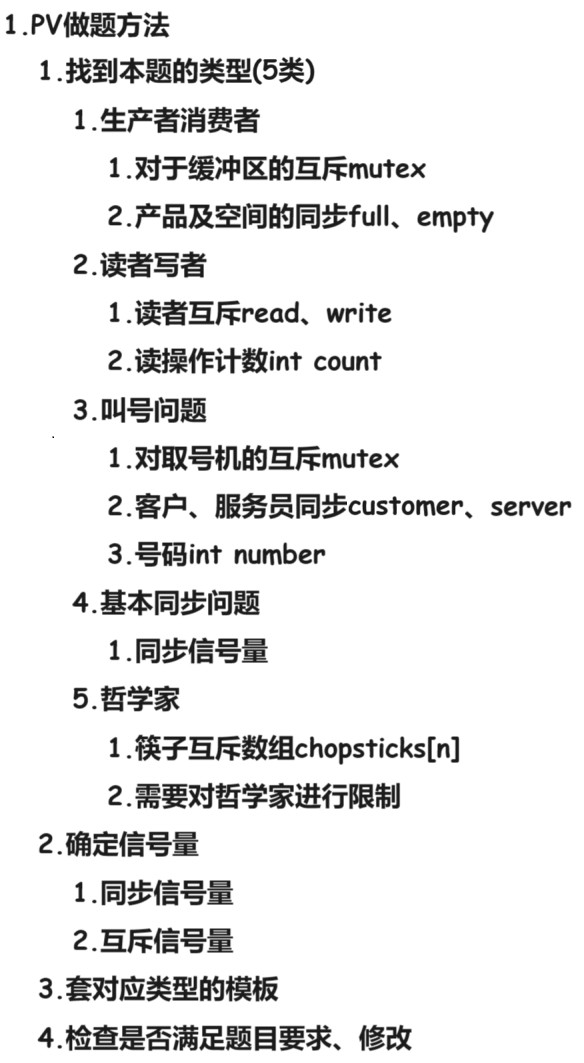 1.PV做题方法
1.找到本题的类型(5类)
1.生产者消费者
1.对于缓冲区的互斥mutex
2.产品及空间的同步full、empty
2.读者写者
1.读者互斥read、write
2.读操作计数int count
3.叫号问题
1.对取号机的互斥mutex
2.客户、服务员同步customer、server
3.号码int number
4.基本同步问题
1.同步信号量
5.哲学家
1.筷子互斥数组chopsticks[n]
2.需要对哲学家进行限制
2.确定信号量
1.同步信号量
2.互斥信号量
3.套对应类型的模板
4.检查是否满足题目要求、修改